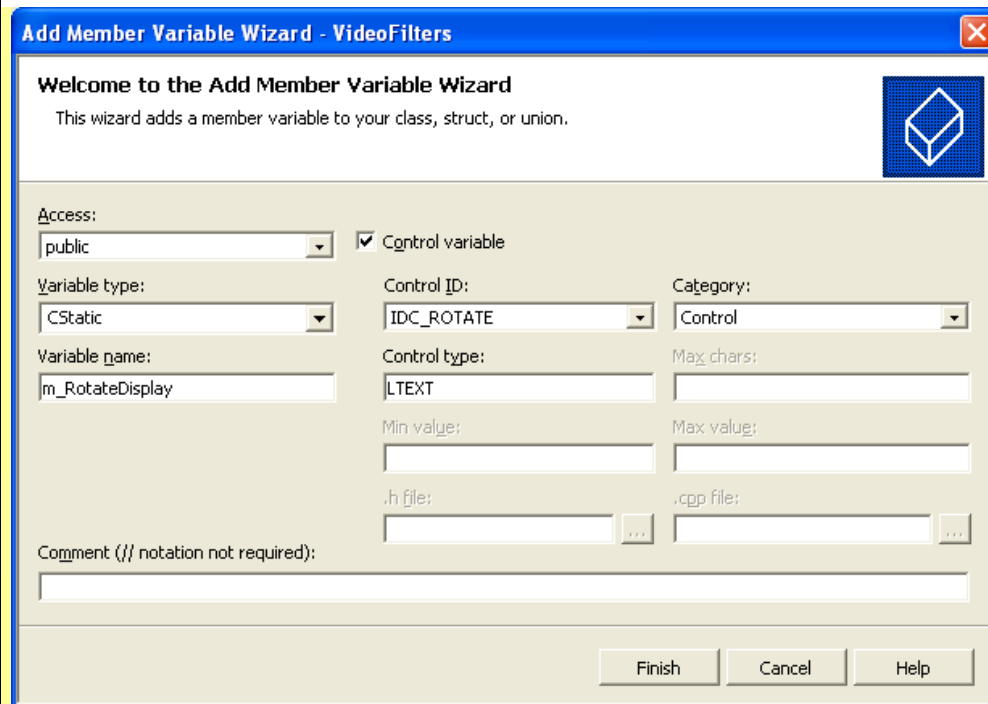 Add Member Variable Wizard - VideoFilters
Welcome to the Add Member Variable Wizard
This wizard adds a member variable to your class, struct, or union.
Access:
public
Control variable
Variable type:
CStatic
Control ID:
IDC_ROTATE
Category:
Control
Variable name:
m_RotateDisplay
Control type:
LTEXT
Max chars:
Min value:
Max value:
.h file:
...
.cpp file:
...
Comment (// notation not required):
Finish
Cancel
Help